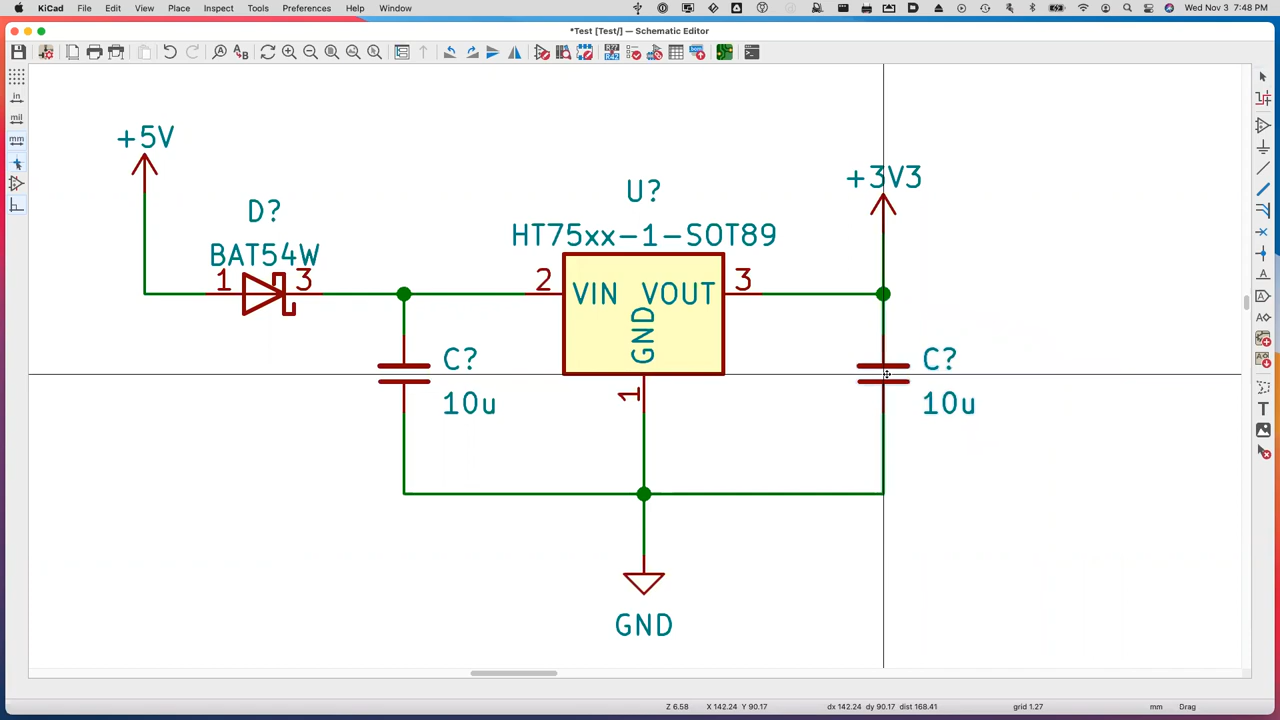 KiCad File Edit View Place Inspect Tools Preferences Help Window
Wed Nov 3 7:48 PM
*Test [Test/] — Schematic Editor
in
mil
mm
+5V
+3V3
U?
D?
HT75xx-1-SOT89
BAT54W
1 3 2 3
VIN VOUT
GND
C? C?
1
10u 10u
GND
T
Z 6.58 X 142.24 Y 90.17 dx 142.24 dy 90.17 dist 168.41 grid 1.27 mm Drag